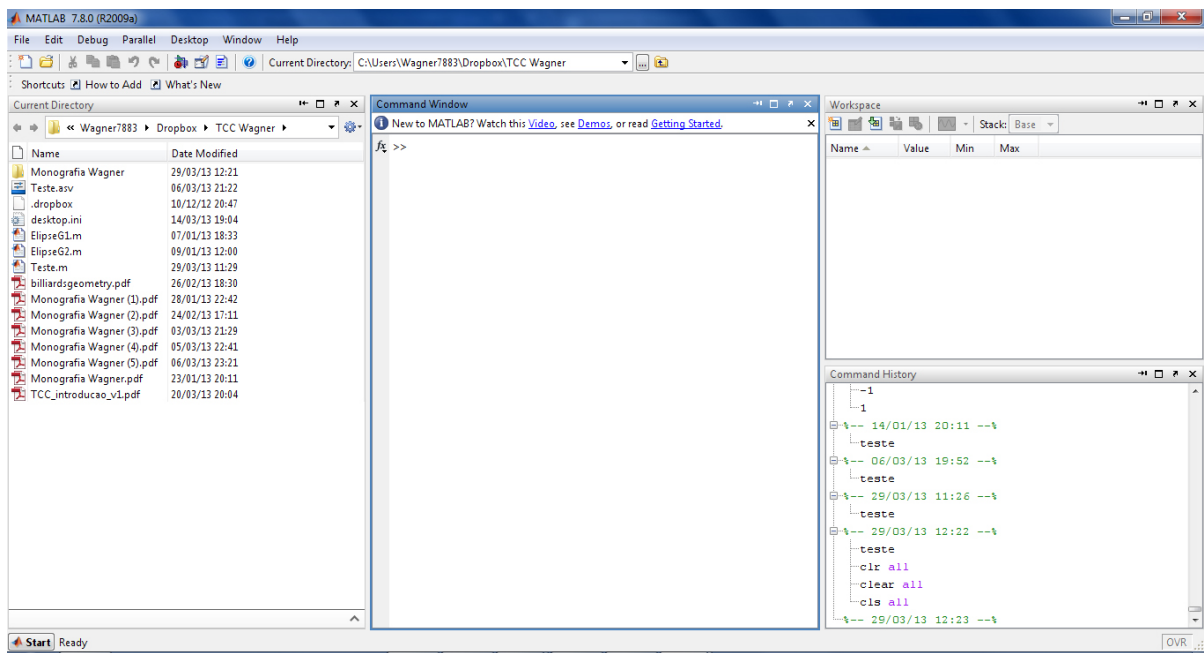 MATLAB 7.8.0 (R2009a)
File Edit Debug Parallel Desktop Window Help
Current Directory: C:\Users\Wagner7883\Dropbox\TCC Wagner
Shortcuts How to Add What's New
Current Directory
« Wagner7883 Dropbox TCC Wagner
Name Date Modified
Monografia Wagner 29/03/13 12:21
Teste.asv 06/03/13 21:22
.dropbox 10/12/12 20:47
desktop.ini 14/03/13 19:04
ElipseG1.m 07/01/13 18:33
ElipseG2.m 09/01/13 12:00
Teste.m 29/03/13 11:29
billiardsgeometry.pdf 26/02/13 18:30
Monografia Wagner (1).pdf 28/01/13 22:42
Monografia Wagner (2).pdf 24/02/13 17:11
Monografia Wagner (3).pdf 03/03/13 21:29
Monografia Wagner (4).pdf 05/03/13 22:41
Monografia Wagner (5).pdf 06/03/13 23:21
Monografia Wagner.pdf 23/01/13 20:11
TCC_introducao_v1.pdf 20/03/13 20:04
Command Window
New to MATLAB? Watch this Video, see Demos, or read Getting Started.
fx >>
Workspace
Stack: Base
Name Value Min Max
Command History
-1
1
%-- 14/01/13 20:11 --%
teste
%-- 06/03/13 19:52 --%
teste
%-- 29/03/13 11:26 --%
teste
%-- 29/03/13 12:22 --%
teste
clr all
clear all
cls all
%-- 29/03/13 12:23 --%
Start Ready
OVR